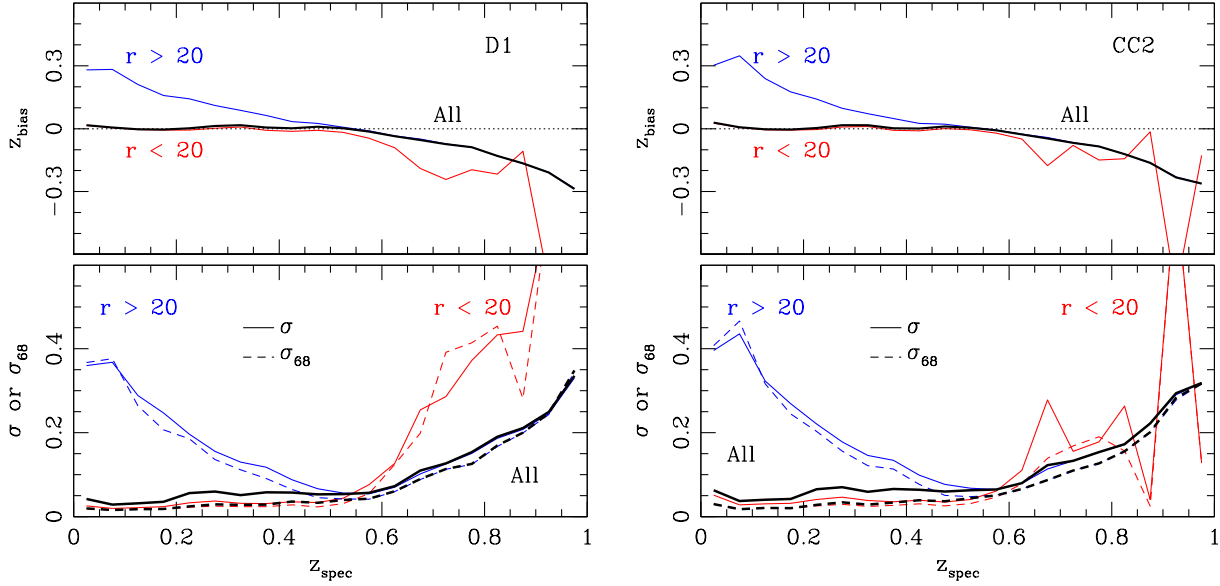 D1
r > 20
All
r < 20
z_bias
0.3
0
−0.3
CC2
r > 20
All
r < 20
z_bias
0.3
0
−0.3
r > 20
r < 20
σ
σ_68
All
σ or σ_68
0.4
0.2
0
0 0.2 0.4 0.6 0.8 1
z_spec
r > 20
r < 20
σ
σ_68
All
σ or σ_68
0.4
0.2
0
0 0.2 0.4 0.6 0.8 1
z_spec